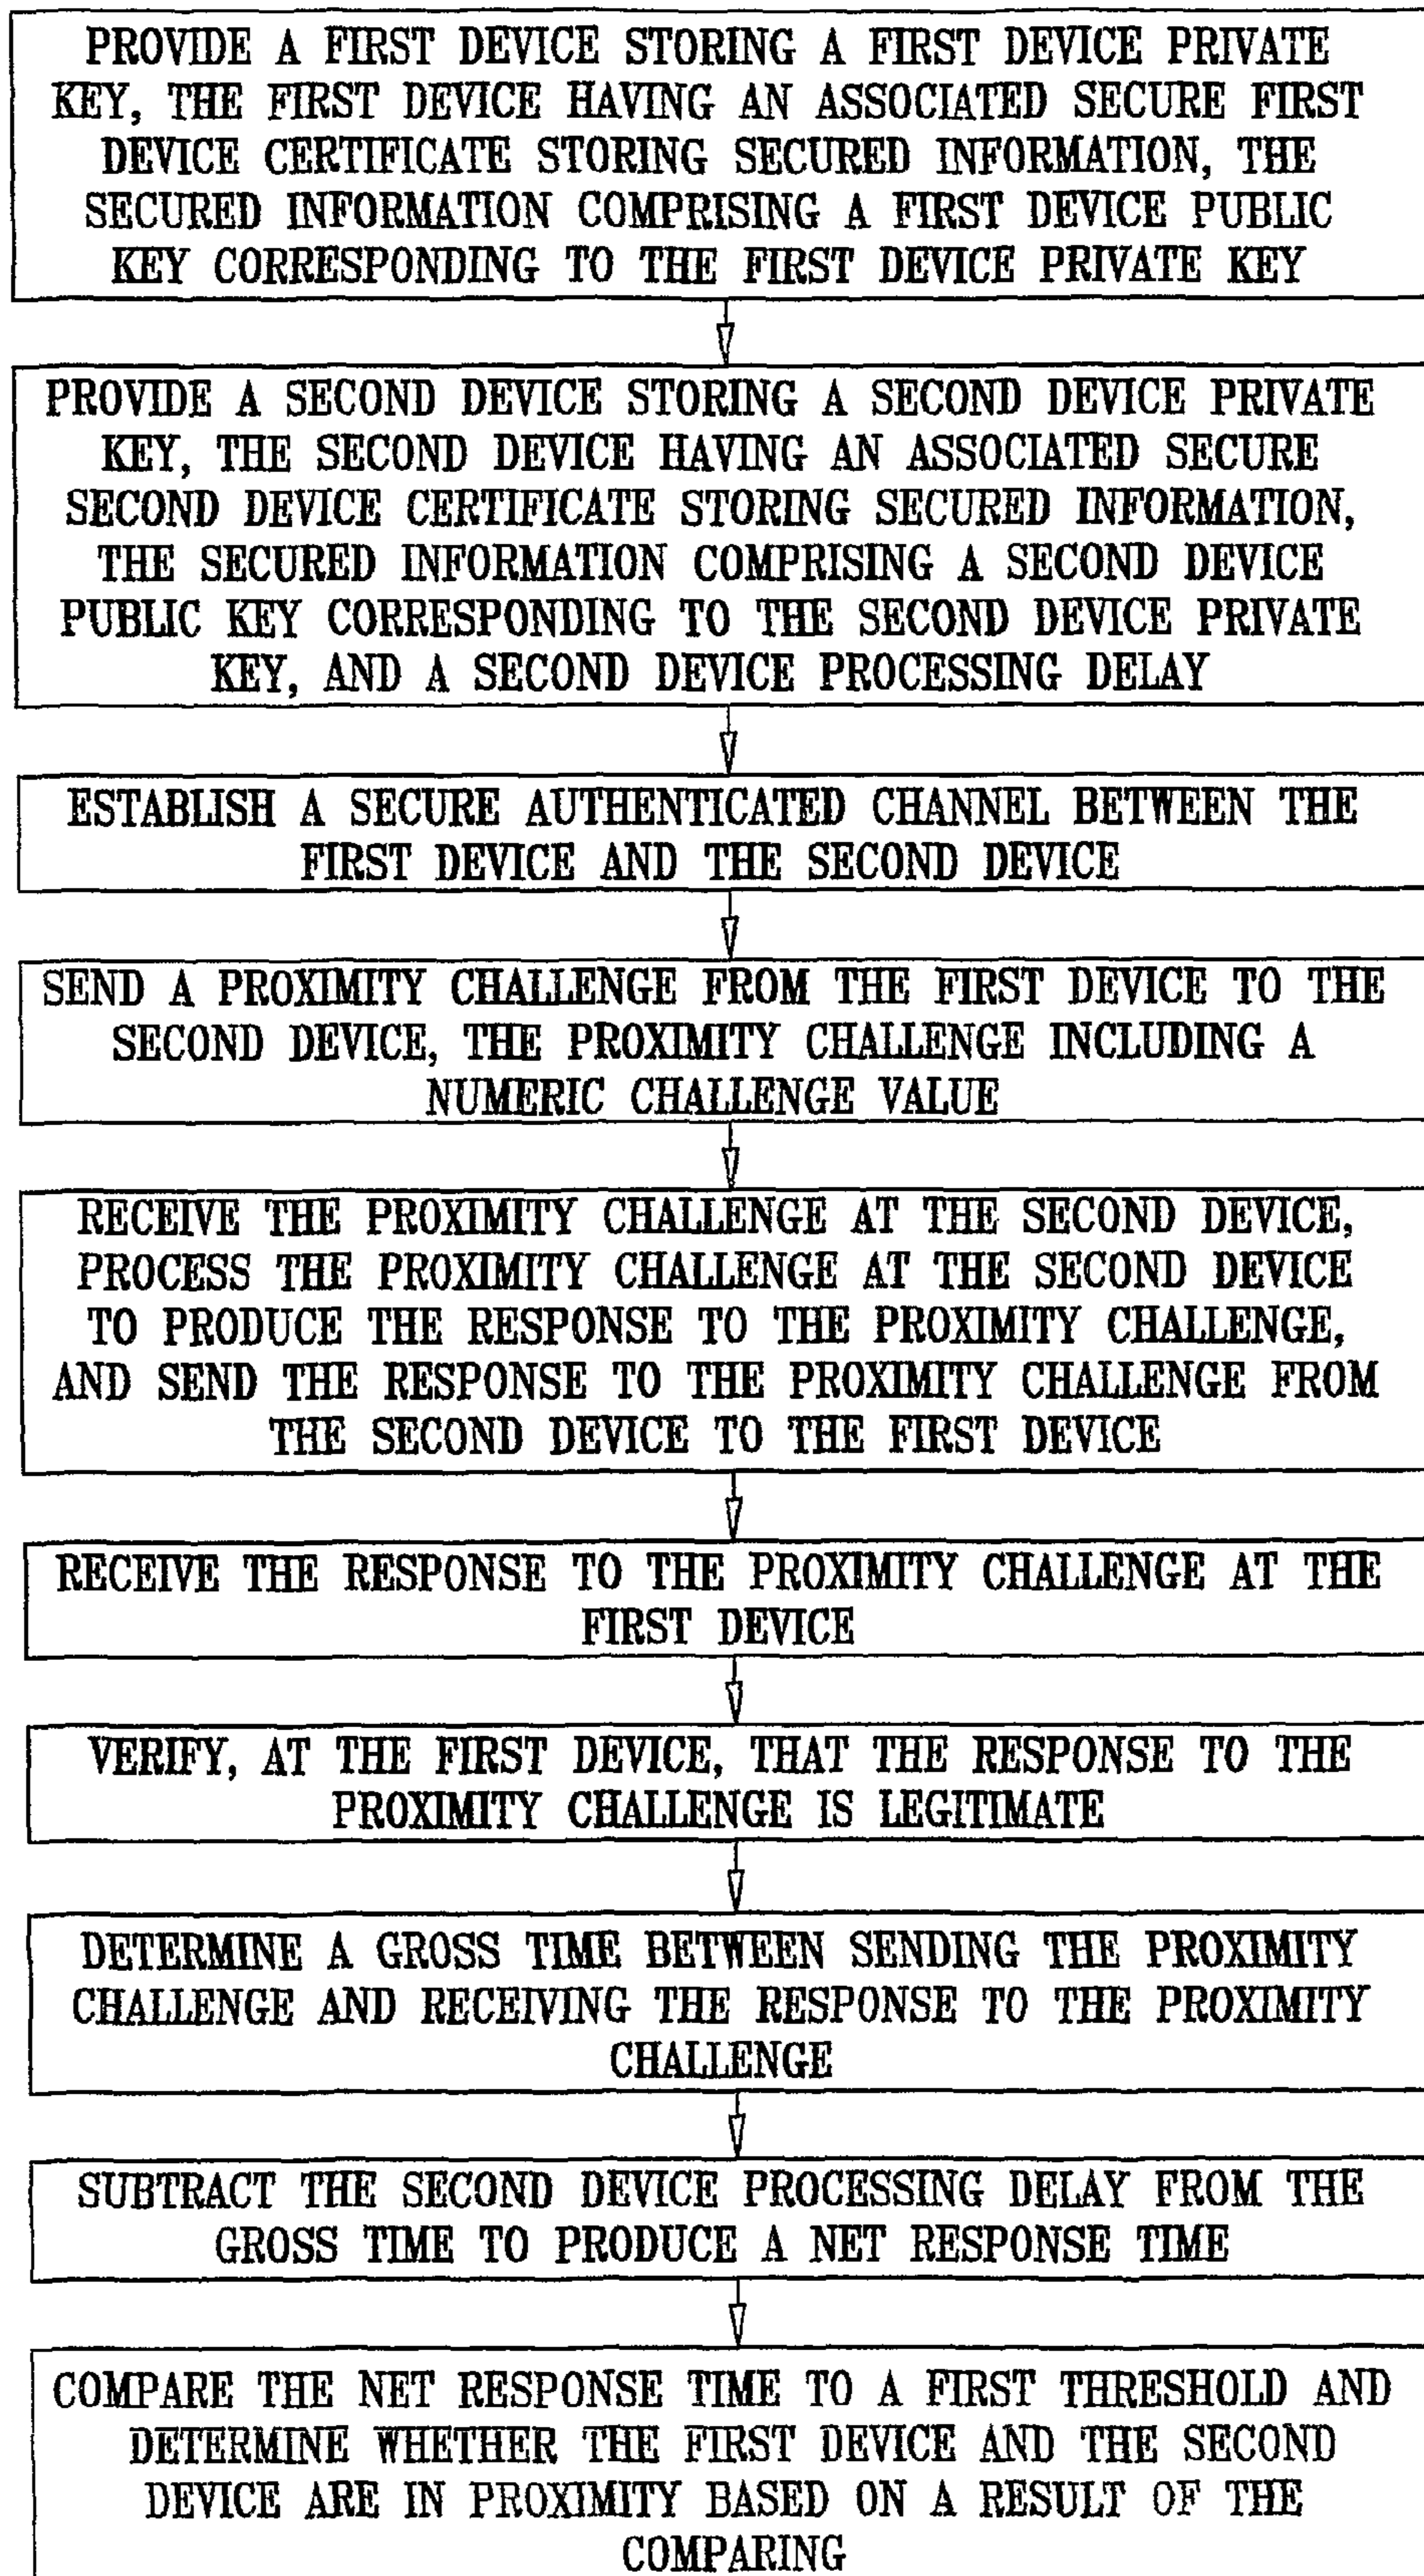 PROVIDE A FIRST DEVICE STORING A FIRST DEVICE PRIVATE
KEY, THE FIRST DEVICE HAVING AN ASSOCIATED SECURE FIRST
DEVICE CERTIFICATE STORING SECURED INFORMATION, THE
SECURED INFORMATION COMPRISING A FIRST DEVICE PUBLIC
KEY CORRESPONDING TO THE FIRST DEVICE PRIVATE KEY
PROVIDE A SECOND DEVICE STORING A SECOND DEVICE PRIVATE
KEY, THE SECOND DEVICE HAVING AN ASSOCIATED SECURE
SECOND DEVICE CERTIFICATE STORING SECURED INFORMATION,
THE SECURED INFORMATION COMPRISING A SECOND DEVICE
PUBLIC KEY CORRESPONDING TO THE SECOND DEVICE PRIVATE
KEY, AND A SECOND DEVICE PROCESSING DELAY
ESTABLISH A SECURE AUTHENTICATED CHANNEL BETWEEN THE
FIRST DEVICE AND THE SECOND DEVICE
SEND A PROXIMITY CHALLENGE FROM THE FIRST DEVICE TO THE
SECOND DEVICE, THE PROXIMITY CHALLENGE INCLUDING A
NUMERIC CHALLENGE VALUE
RECEIVE THE PROXIMITY CHALLENGE AT THE SECOND DEVICE,
PROCESS THE PROXIMITY CHALLENGE AT THE SECOND DEVICE
TO PRODUCE THE RESPONSE TO THE PROXIMITY CHALLENGE,
AND SEND THE RESPONSE TO THE PROXIMITY CHALLENGE FROM
THE SECOND DEVICE TO THE FIRST DEVICE
RECEIVE THE RESPONSE TO THE PROXIMITY CHALLENGE AT THE
FIRST DEVICE
VERIFY, AT THE FIRST DEVICE, THAT THE RESPONSE TO THE
PROXIMITY CHALLENGE IS LEGITIMATE
DETERMINE A GROSS TIME BETWEEN SENDING THE PROXIMITY
CHALLENGE AND RECEIVING THE RESPONSE TO THE PROXIMITY
CHALLENGE
SUBTRACT THE SECOND DEVICE PROCESSING DELAY FROM THE
GROSS TIME TO PRODUCE A NET RESPONSE TIME
COMPARE THE NET RESPONSE TIME TO A FIRST THRESHOLD AND
DETERMINE WHETHER THE FIRST DEVICE AND THE SECOND
DEVICE ARE IN PROXIMITY BASED ON A RESULT OF THE
COMPARING